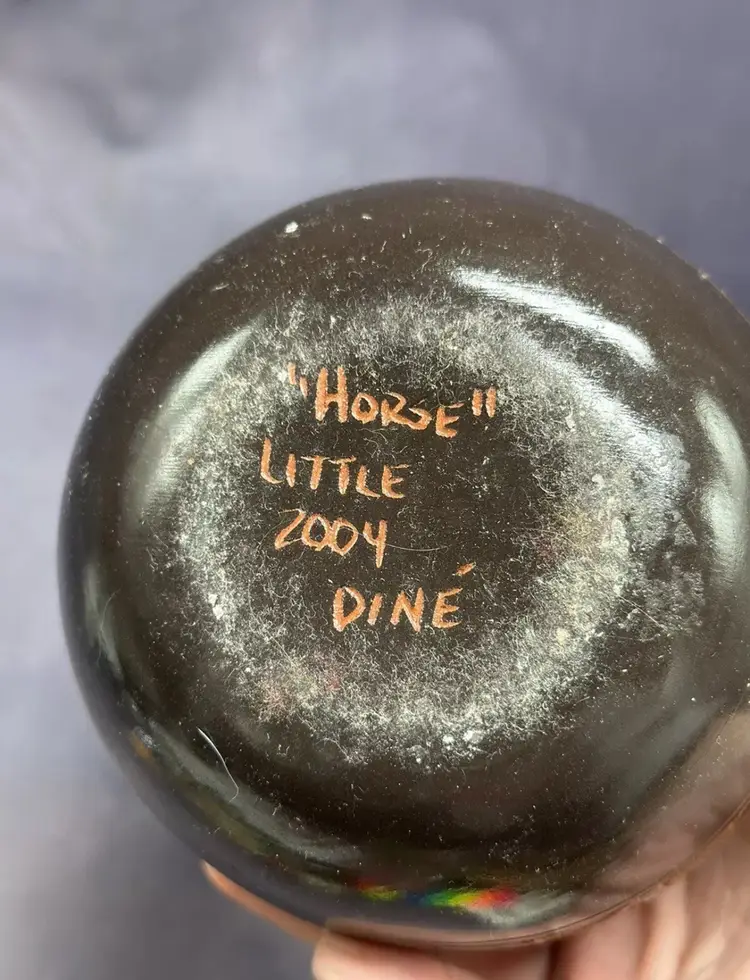 "HORSE"
LITTLE
2004
DINÉ